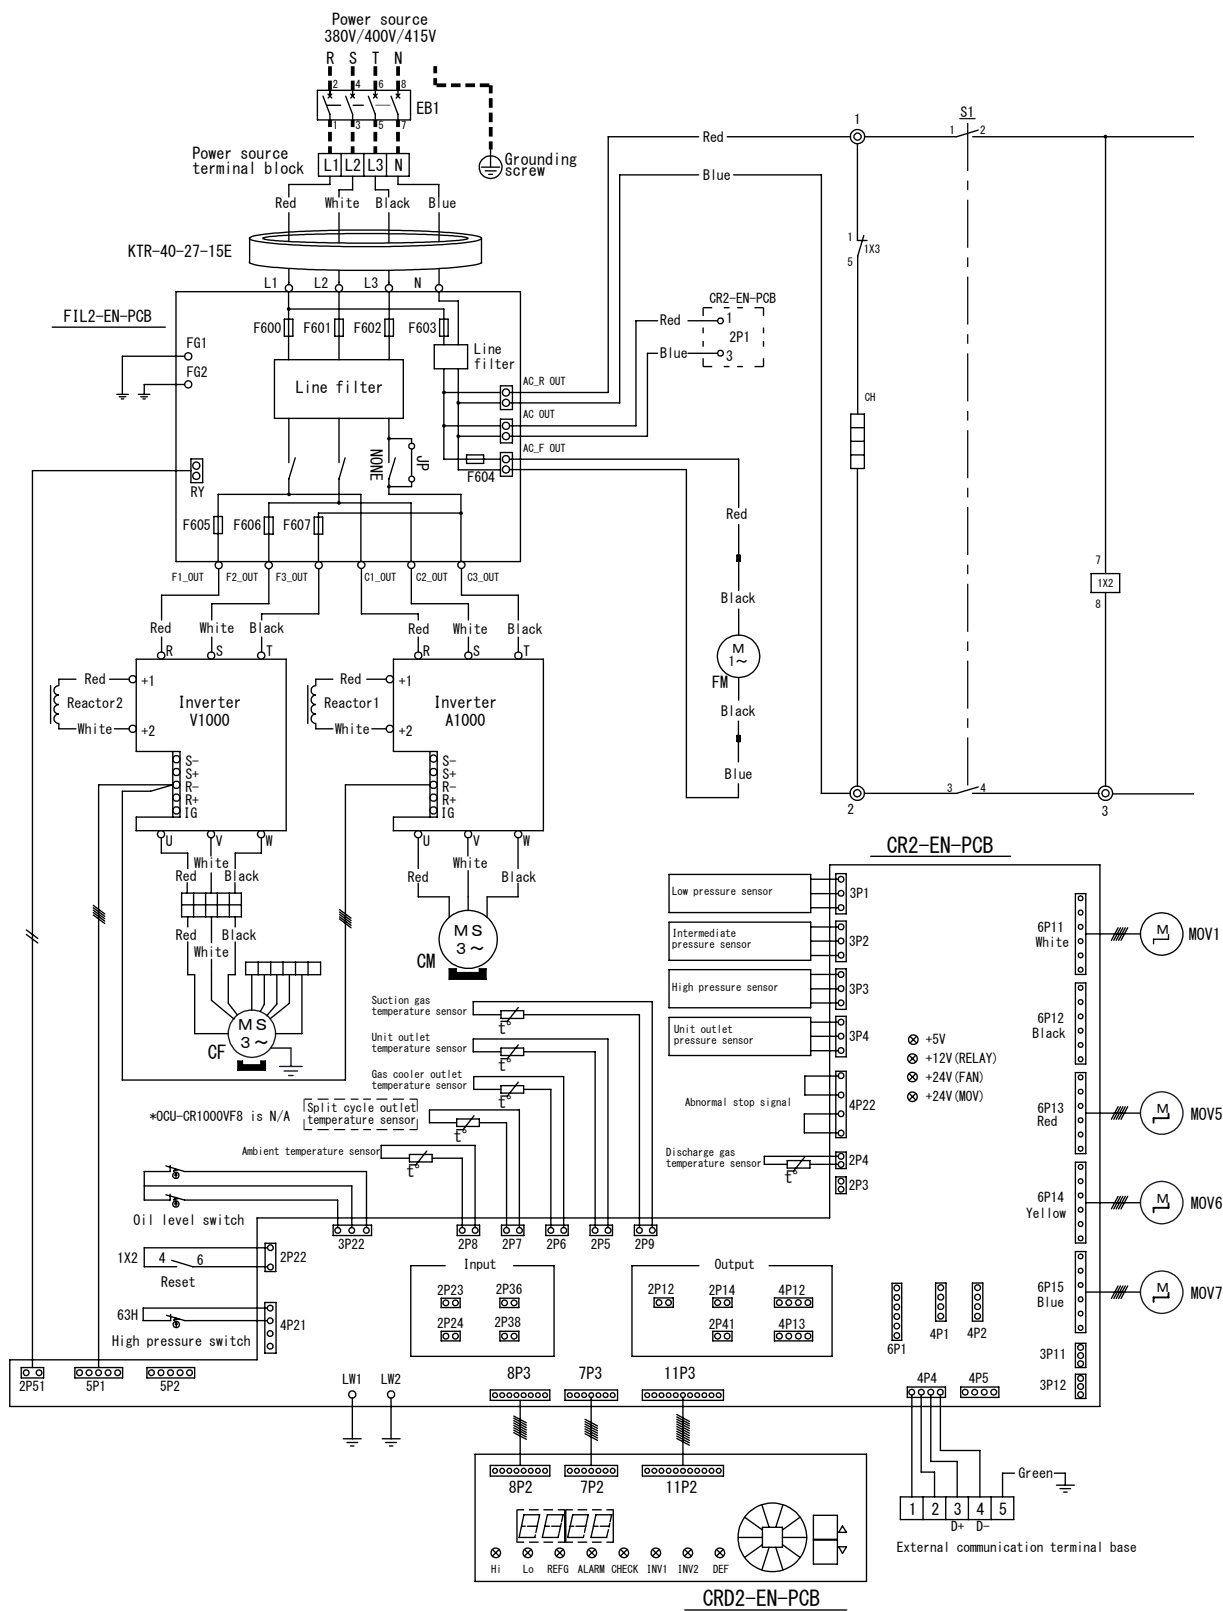 Power source
380V/400V/415V
R S T N
2 4 6 8
EB1
1 3 5 7
Power source
terminal block
L1 L2 L3 N
Grounding
screw
Red White Black Blue
KTR-40-27-15E
L1 L2 L3 N
FIL2-EN-PCB
FG1
FG2
F600 F601 F602 F603
Line
filter
Line filter
AC_R OUT
AC OUT
AC_F OUT
NONE
JP
F604
RY
F605 F606 F607
F1_OUT F2_OUT F3_OUT C1_OUT C2_OUT C3_OUT
Red
Blue
CR2-EN-PCB
Red
1
2P1
Blue
3
Red
Black
M
1~
FM
Black
Blue
1
S1
1 2
1
1X3
5
CH
7
1X2
8
3 4
2
3
Red White Black
R S T
Red
+1
Reactor2
White
+2
Inverter
V1000
S-
S+
R-
R+
IG
U V W
Red White Black
Red White Black
MS
3~
CF
Red White Black
R S T
Red
+1
Reactor1
White
+2
Inverter
A1000
S-
S+
R-
R+
IG
U V W
Red White Black
MS
3~
CM
CR2-EN-PCB
Low pressure sensor
3P1
Intermediate
pressure sensor
3P2
High pressure sensor
3P3
Unit outlet
pressure sensor
3P4
Abnormal stop signal
4P22
Discharge gas
temperature sensor
t°
2P4
2P3
+5V
+12V(RELAY)
+24V(FAN)
+24V(MOV)
6P11
White
M
MOV1
6P12
Black
6P13
Red
M
MOV5
6P14
Yellow
M
MOV6
6P15
Blue
M
MOV7
Suction gas
temperature sensor
t°
Unit outlet
temperature sensor
t°
Gas cooler outlet
temperature sensor
t°
*OCU-CR1000VF8 is N/A
Split cycle outlet
temperature sensor
t°
Ambient temperature sensor
t°
Oil level switch
3P22 2P8 2P7 2P6 2P5 2P9
1X2 4 6
Reset
2P22
63H
High pressure switch
4P21
Input
2P23 2P36
2P24 2P38
Output
2P12 2P14 4P12
2P41 4P13
6P1 4P1 4P2
3P11
3P12
4P4 4P5
2P51 5P1 5P2
LW1 LW2
8P3 7P3 11P3
8P2 7P2 11P2
Hi Lo REFG ALARM CHECK INV1 INV2 DEF
CRD2-EN-PCB
Green
1 2 3 4 5
D+ D-
External communication terminal base